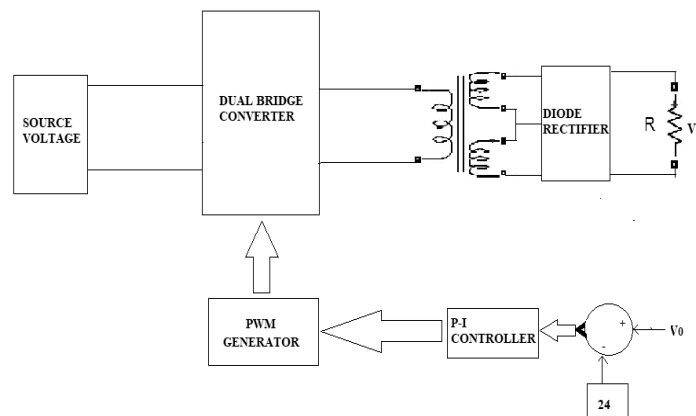 SOURCE
VOLTAGE
DUAL BRIDGE
CONVERTER
DIODE
RECTIFIER
R
V
PWM
GENERATOR
P-I
CONTROLLER
+
-
V0
24